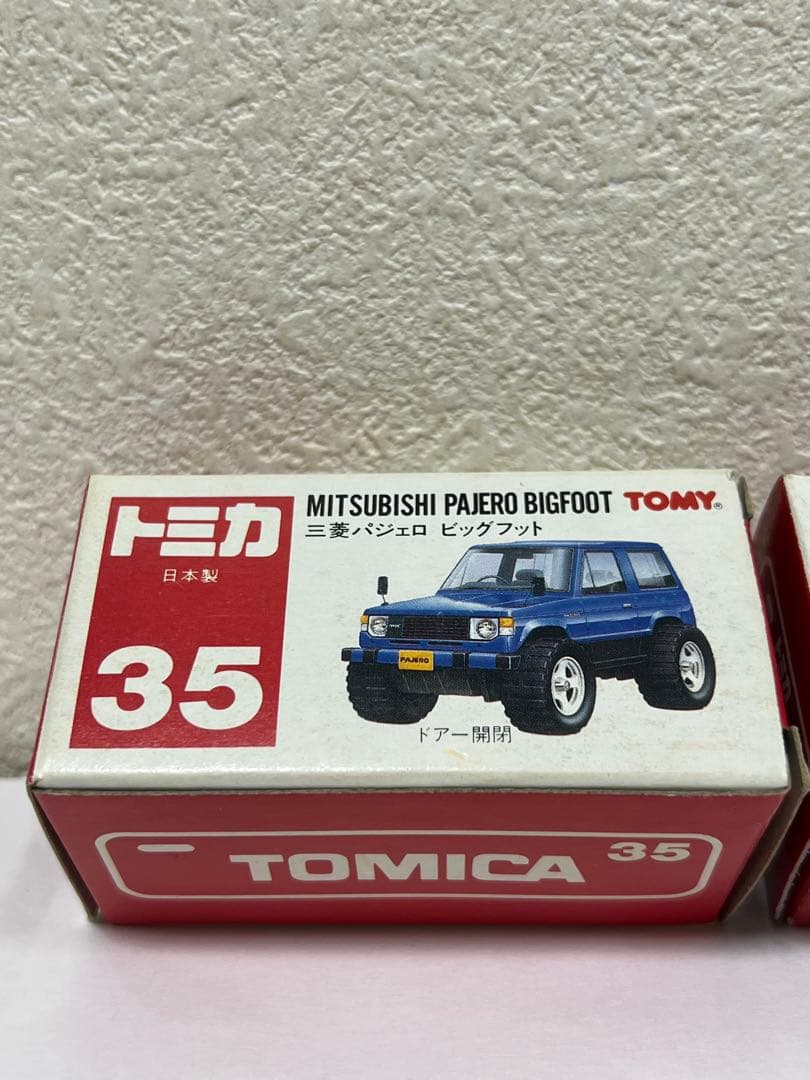 トミカ
日本製
35
MITSUBISHI PAJERO BIGFOOT TOMY®
三菱パジェロ ビッグフット
PAJERO
ドアー開閉
TOMICA 35